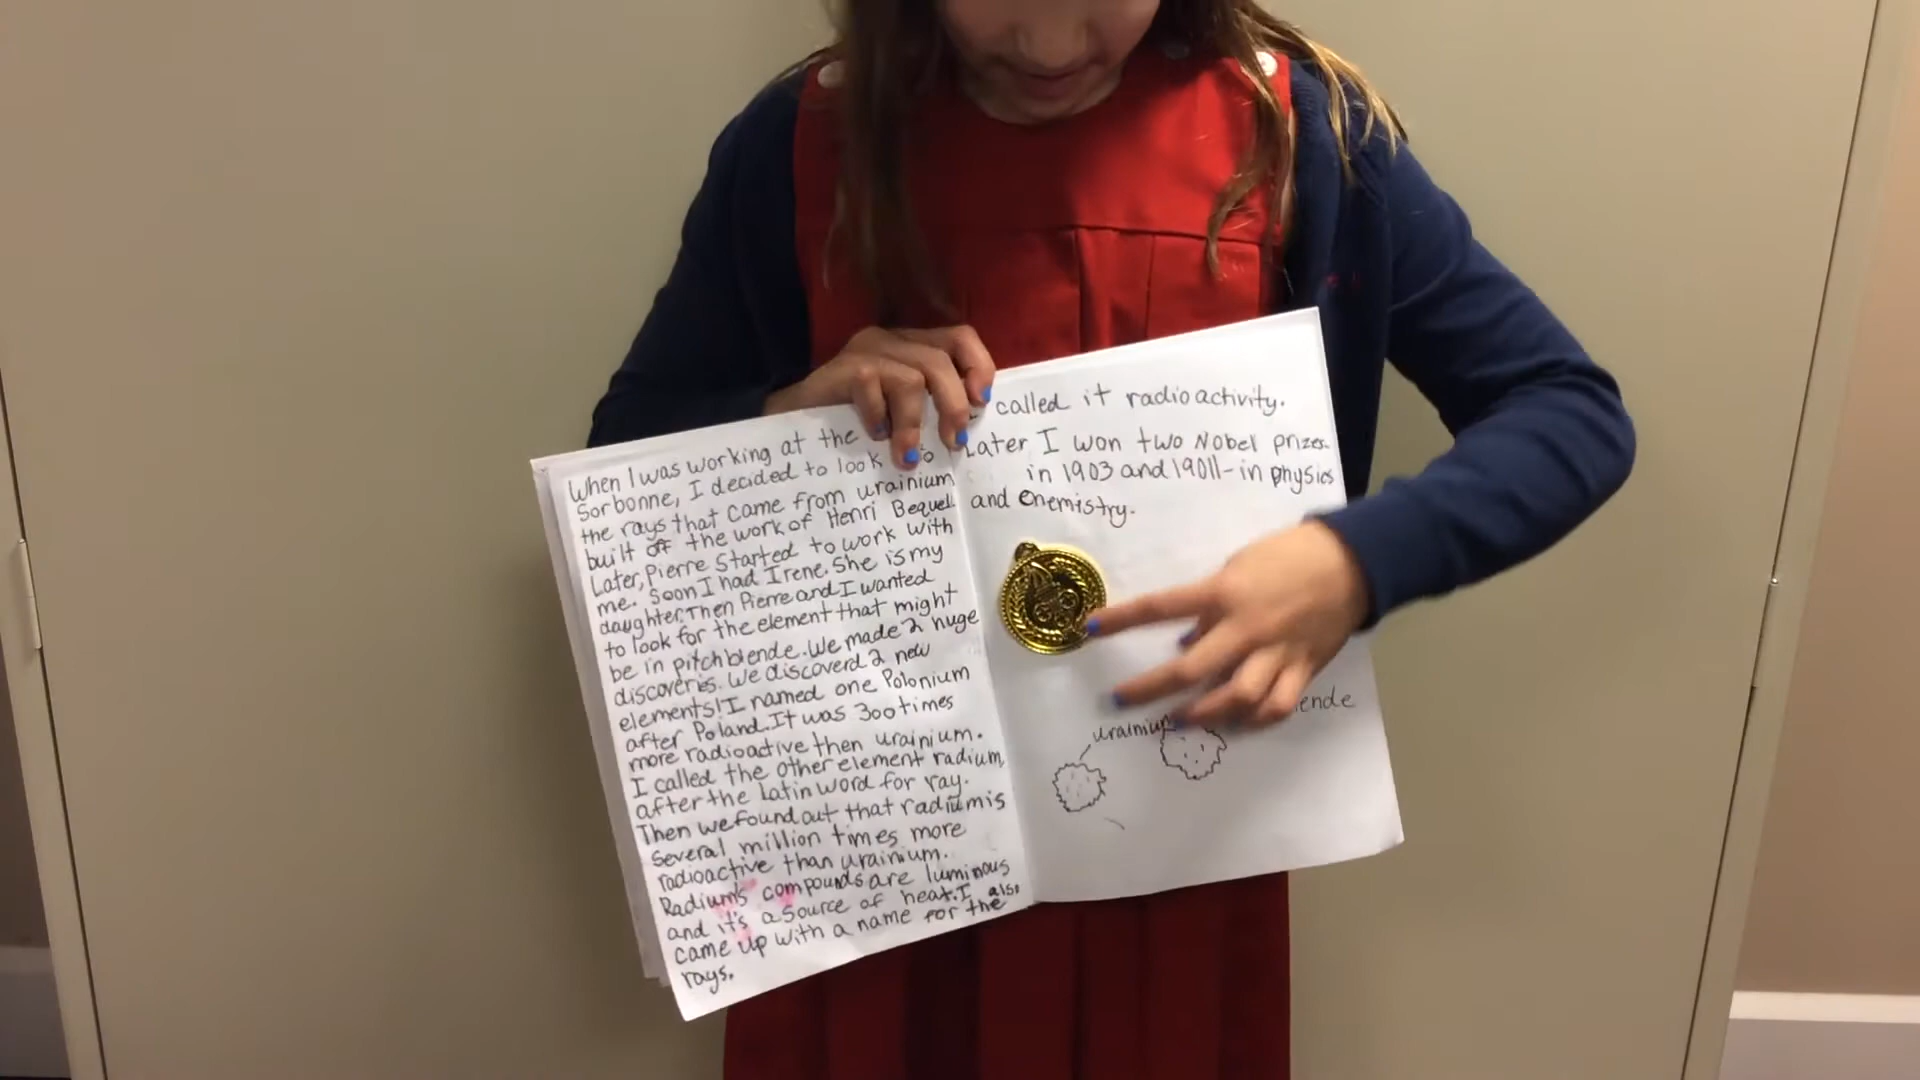 When I was working at the
Sorbonne, I decided to look
the rays that came from urainium
built off the work of Henri Bequell
Later, Pierre Started to work with
me. Soon I had Irene. She is my
daughter. Then Pierre and I wanted
to look for the element that might
be in pitchblende. We made 2 huge
discoveries. We discoverd 2 new
elements! I named one Polonium
after Poland. It was 300 times
more radioactive then urainium.
I called the other element radium,
after the Latin word for ray.
Then we found out that radium is
several million times more
radioactive than urainium.
Radium's compounds are luminous
and it's a source of heat. I also
came up with a name for the
rays.
called it radioactivity.
Later I won two Nobel prizes-
in 1903 and 19011-in physics
and chemistry.
urainium